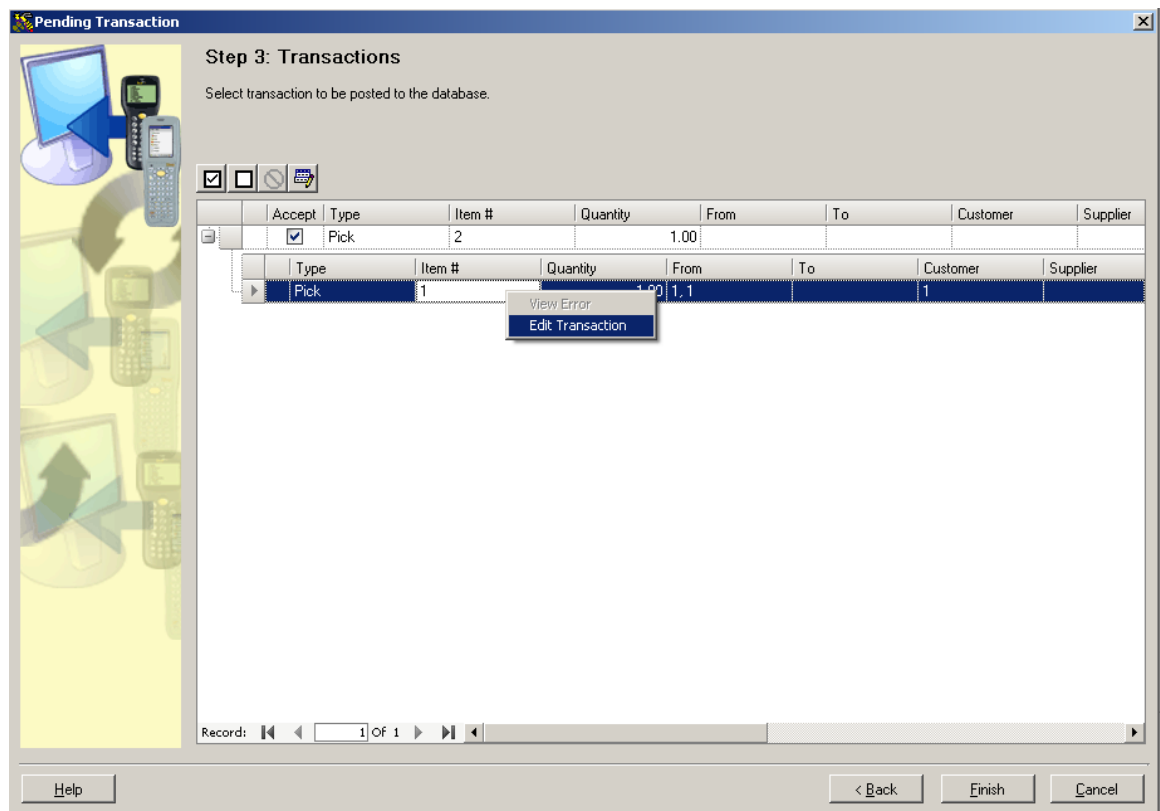 Pending Transaction
Step 3: Transactions
Select transaction to be posted to the database.
Accept Type Item # Quantity From To Customer Supplier
Pick 2 1.00
Type Item # Quantity From To Customer Supplier
Pick 1 1.00 1, 1 1
View Error
Edit Transaction
Record: 1 Of 1
Help < Back Finish Cancel